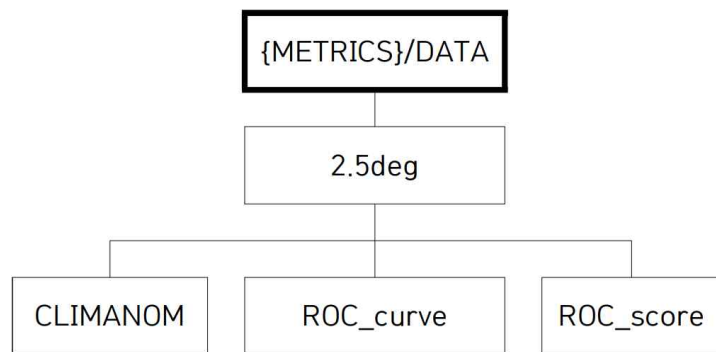 {METRICS}/DATA
2.5deg
CLIMANOM
ROC_curve
ROC_score